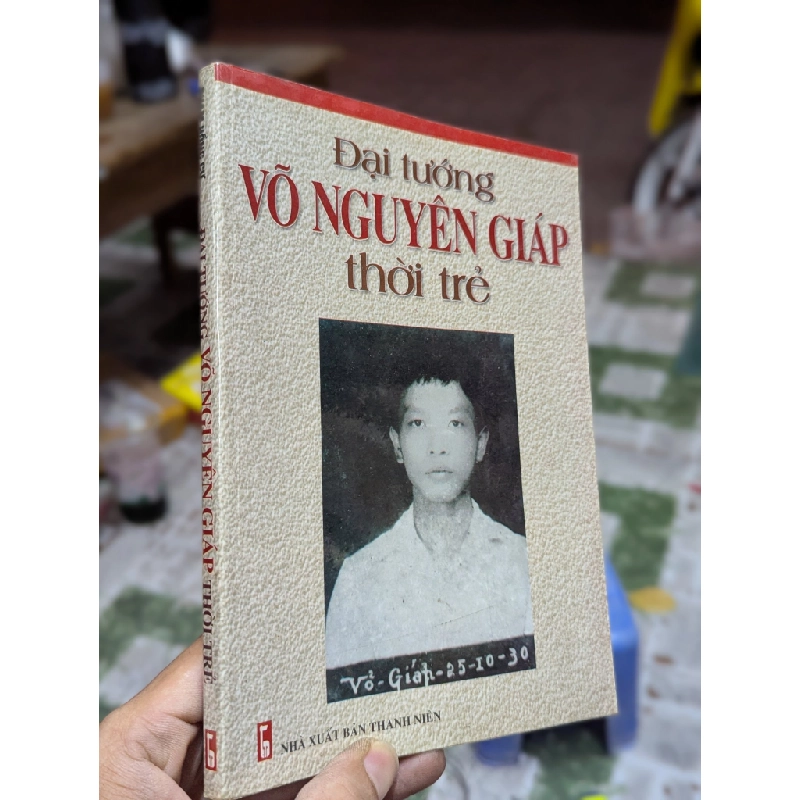 Đại tướng
VÕ NGUYÊN GIÁP
thời trẻ
Võ-Giáp-25-10-30
NHÀ XUẤT BẢN THANH NIÊN
ĐẠI TƯỚNG VÕ NGUYÊN GIÁP THỜI TRẺ